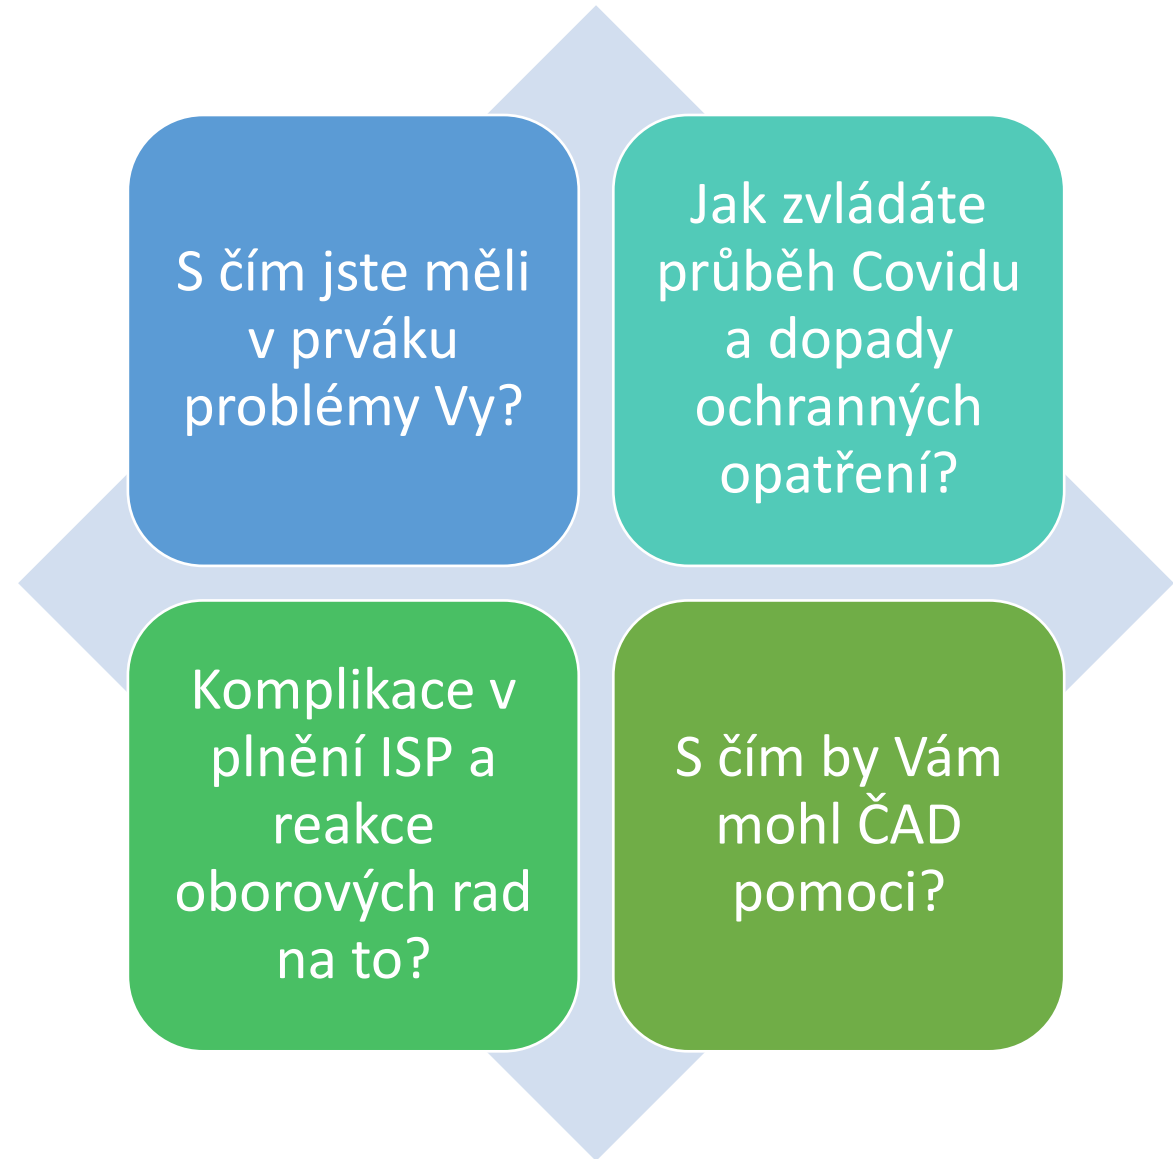 S čím jste měli
v prváku
problémy Vy?
Jak zvládáte
průběh Covidu
a dopady
ochranných
opatření?
Komplikace v
plnění ISP a
reakce
oborových rad
na to?
S čím by Vám
mohl ČAD
pomoci?